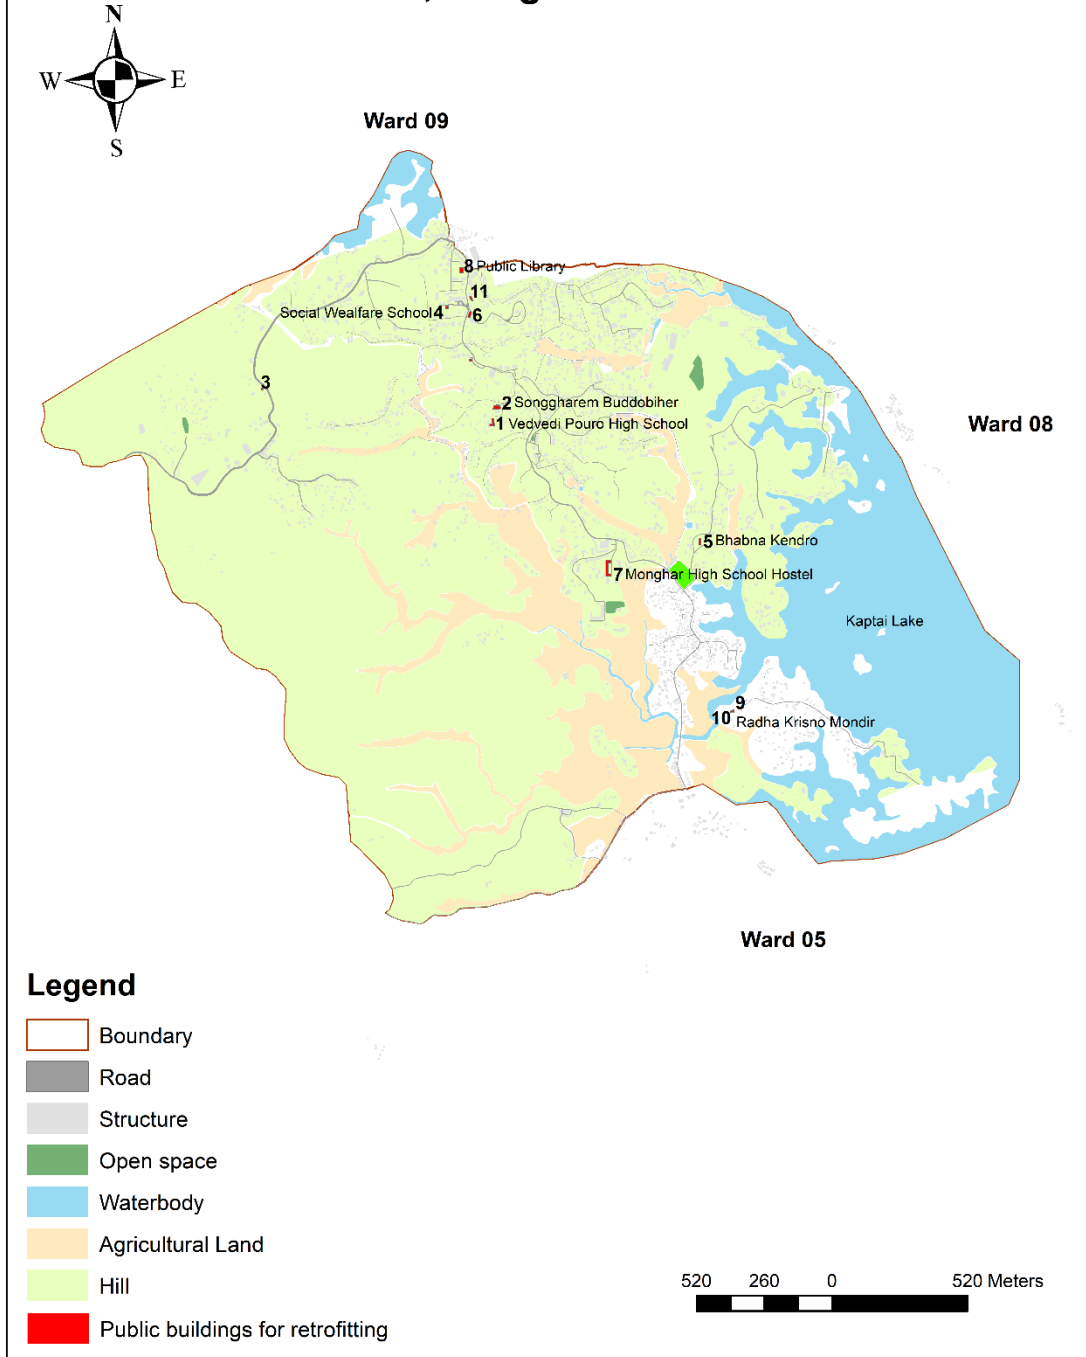 N
W E
S
Ward 09
8 Public Library
11
Social Wealfare School 4 6
3
2 Songgharem Buddobiher
1 Vedvedi Pouro High School
Ward 08
5 Bhabna Kendro
7 Monghar High School Hostel
Kaptai Lake
9
10 Radha Krisno Mondir
Ward 05
Legend
Boundary
Road
Structure
Open space
Waterbody
Agricultural Land
Hill
Public buildings for retrofitting
520 260 0 520 Meters